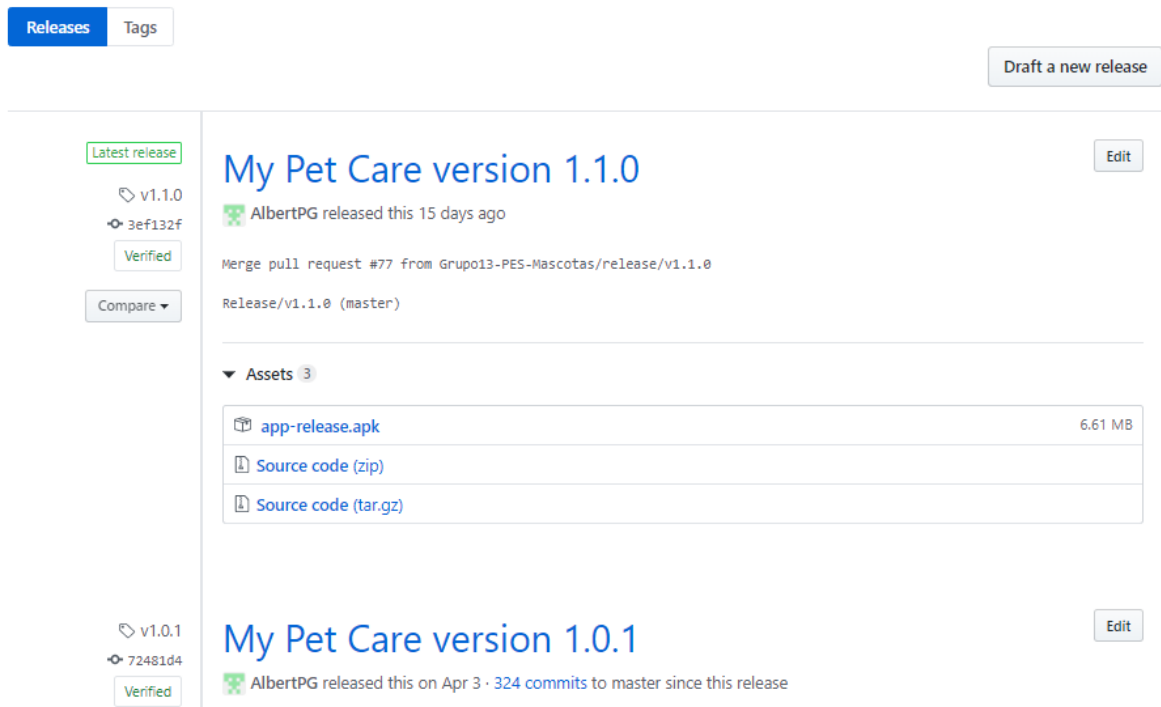 Releases Tags
Draft a new release
Latest release
v1.1.0
3ef132f
Verified
Compare
My Pet Care version 1.1.0
Edit
AlbertPG released this 15 days ago
Merge pull request #77 from Grupo13-PES-Mascotas/release/v1.1.0
Release/v1.1.0 (master)
Assets 3
app-release.apk 6.61 MB
Source code (zip)
Source code (tar.gz)
v1.0.1
72481d4
Verified
My Pet Care version 1.0.1
Edit
AlbertPG released this on Apr 3 · 324 commits to master since this release